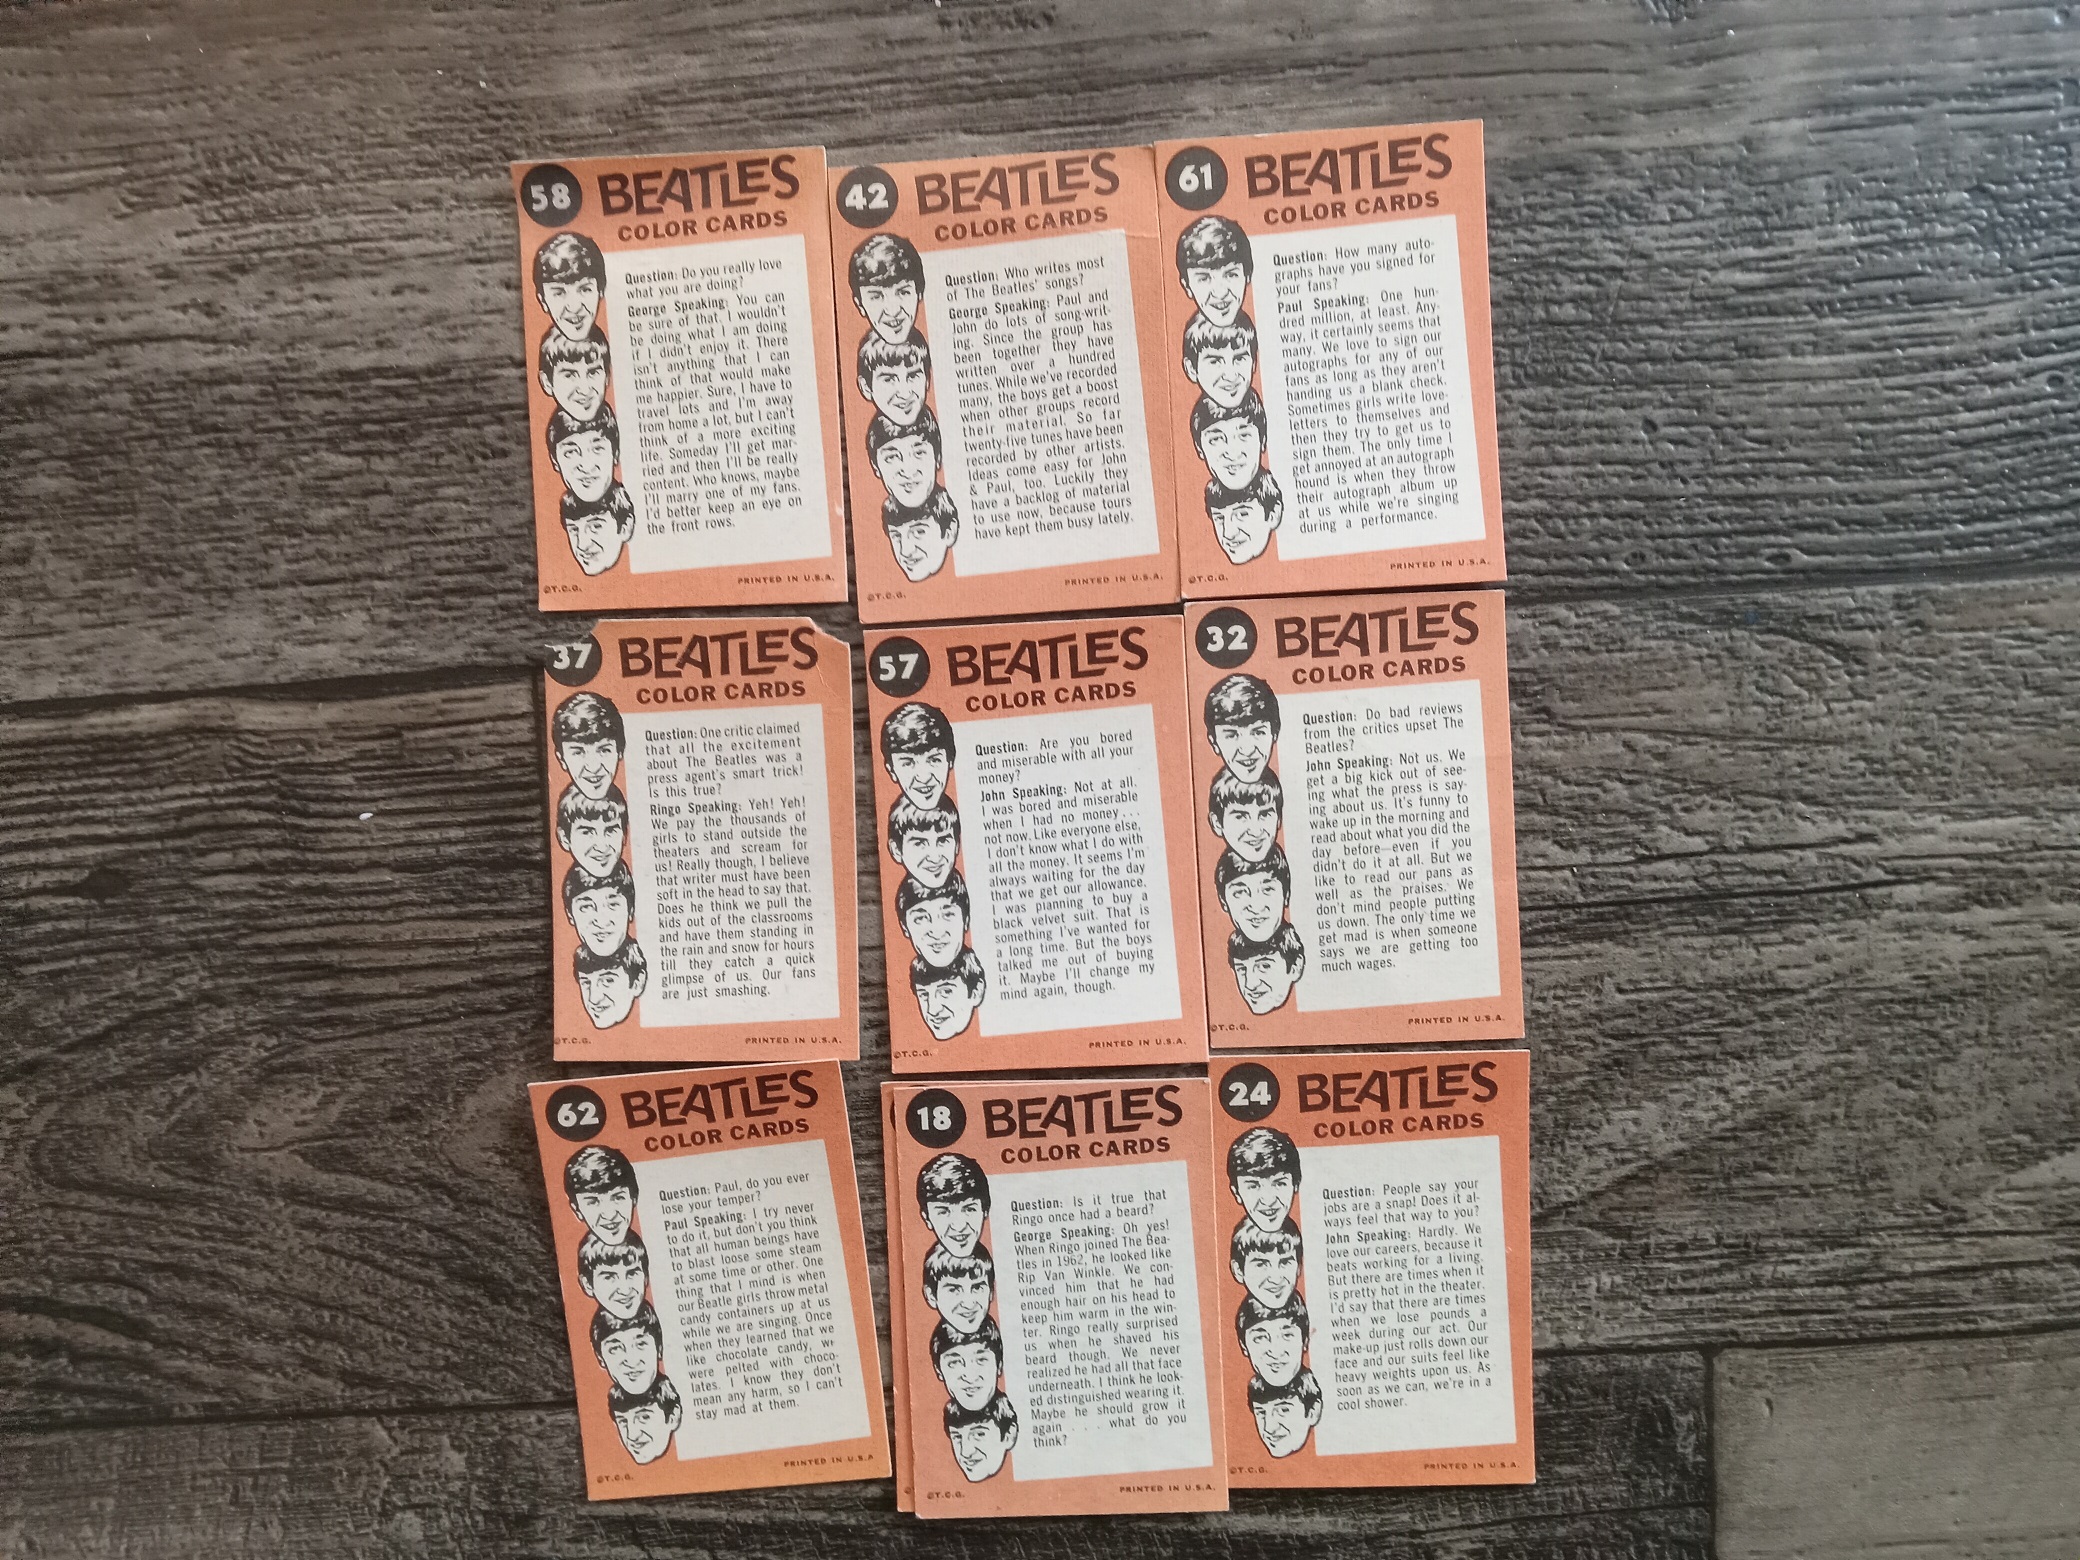 58
BEATLES
COLOR CARDS
Question: Do you really love
what you are doing?
George Speaking: You can
be sure of that. I wouldn't
be doing what I am doing
if I didn't enjoy it. There
isn't anything that I can
think of that would make
me happier. Sure, I have to
travel lots and I'm away
from home a lot, but I can't
think of a more exciting
life. Someday I'll get mar-
ried and then I'll be really
content. Who knows, maybe
I'll marry one of my fans.
I'd better keep an eye on
the front rows.
©T.C.G.
PRINTED IN U.S.A.
42
BEATLES
COLOR CARDS
Question: Who writes most
of The Beatles' songs?
George Speaking: Paul and
John do lots of song-writ-
ing. Since the group has
been together they have
written over a hundred
tunes. While we've recorded
many, the boys get a boost
when other groups record
their material. So far
twenty-five tunes have been
recorded by other artists.
Ideas come easy for John
& Paul, too. Luckily they
have a backlog of material
to use now, because tours
have kept them busy lately.
©T.C.G.
PRINTED IN U.S.A.
61
BEATLES
COLOR CARDS
Question: How many auto-
graphs have you signed for
your fans?
Paul Speaking: One hun-
dred million, at least. Any-
way, it certainly seems that
many. We love to sign our
autographs for any of our
fans as long as they aren't
handing us a blank check.
Sometimes girls write love-
letters to themselves and
then they try to get us to
sign them. The only time I
get annoyed at an autograph
hound is when they throw
their autograph album up
at us while we're singing
during a performance.
©T.C.G.
PRINTED IN U.S.A.
37
BEATLES
COLOR CARDS
Question: One critic claimed
that all the excitement
about The Beatles was a
press agent's smart trick!
Is this true?
Ringo Speaking: Yeh! Yeh!
We pay the thousands of
girls to stand outside the
theaters and scream for
us! Really though, I believe
that writer must have been
soft in the head to say that.
Does he think we pull the
kids out of the classrooms
and have them standing in
the rain and snow for hours
till they catch a quick
glimpse of us. Our fans
are just smashing.
©T.C.G.
PRINTED IN U.S.A.
57
BEATLES
COLOR CARDS
Question: Are you bored
and miserable with all your
money?
John Speaking: Not at all.
I was bored and miserable
when I had no money . . .
not now. Like everyone else,
I don't know what I do with
all the money. It seems I'm
always waiting for the day
that we get our allowance.
I was planning to buy a
black velvet suit. That is
something I've wanted for
a long time. But the boys
talked me out of buying
it. Maybe I'll change my
mind again, though.
©T.C.G.
PRINTED IN U.S.A.
32
BEATLES
COLOR CARDS
Question: Do bad reviews
from the critics upset The
Beatles?
John Speaking: Not us. We
get a big kick out of see-
ing what the press is say-
ing about us. It's funny to
wake up in the morning and
read about what you did the
day before—even if you
didn't do it at all. But we
like to read our pans as
well as the praises. We
don't mind people putting
us down. The only time we
get mad is when someone
says we are getting too
much wages.
©T.C.G.
PRINTED IN U.S.A.
62
BEATLES
COLOR CARDS
Question: Paul, do you ever
lose your temper?
Paul Speaking: I try never
to do it, but don't you think
that all human beings have
to blast loose some steam
at some time or other. One
thing that I mind is when
our Beatle girls throw metal
candy containers up at us
while we are singing. Once
when they learned that we
like chocolate candy, we
were pelted with choco-
lates. I know they don't
mean any harm, so I can't
stay mad at them.
©T.C.G.
PRINTED IN U.S.A
18
BEATLES
COLOR CARDS
Question: Is it true that
Ringo once had a beard?
George Speaking: Oh yes!
When Ringo joined The Bea-
tles in 1962, he looked like
Rip Van Winkle. We con-
vinced him that he had
enough hair on his head to
keep him warm in the win-
ter. Ringo really surprised
us when he shaved his
beard though. We never
realized he had all that face
underneath. I think he look-
ed distinguished wearing it.
Maybe he should grow it
again . . . what do you
think?
©T.C.G.
PRINTED IN U.S.A.
24
BEATLES
COLOR CARDS
Question: People say your
jobs are a snap! Does it al-
ways feel that way to you?
John Speaking: Hardly. We
love our careers, because it
beats working for a living.
But there are times when it
is pretty hot in the theater.
I'd say that there are times
when we lose pounds a
week during our act. Our
make-up just rolls down our
face and our suits feel like
heavy weights upon us. As
soon as we can, we're in a
cool shower.
©T.C.G.
PRINTED IN U.S.A.